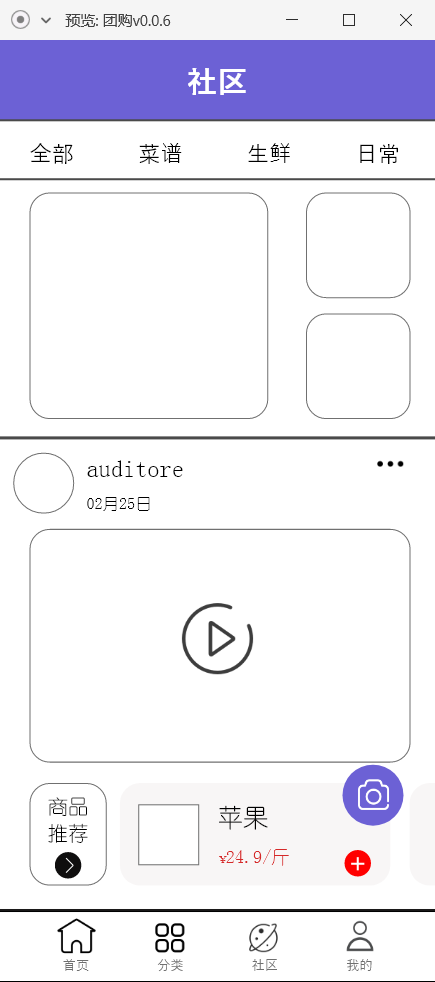 预览: 团购v0.0.6
社区
全部 菜谱 生鲜 日常
auditore
02月25日
商品
推荐
苹果
¥24.9/斤
首页 分类 社区 我的